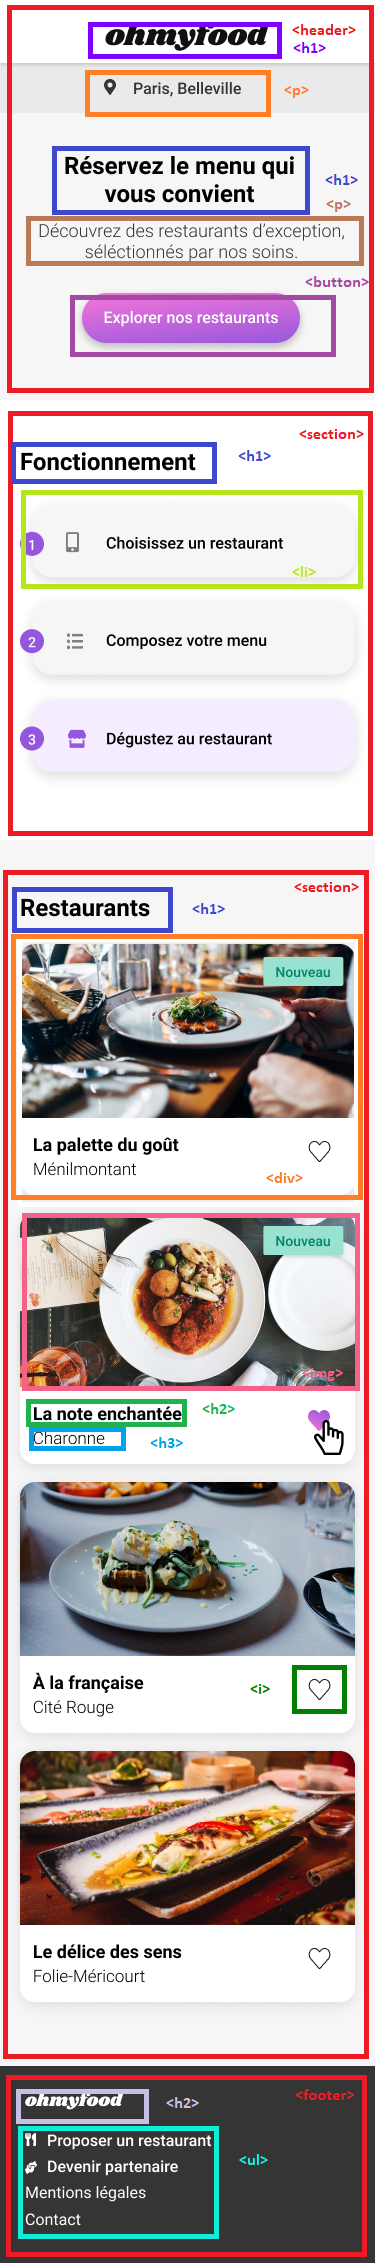 ohmyfood
<header>
<h1>
Paris, Belleville
<p>
Réservez le menu qui
vous convient
<h1>
<p>
Découvrez des restaurants d'exception,
séléctionnés par nos soins.
<button>
Explorer nos restaurants
<section>
Fonctionnement
<h1>
1
Choisissez un restaurant
<li>
2
Composez votre menu
3
Dégustez au restaurant
<section>
Restaurants
<h1>
Nouveau
La palette du goût
Ménilmontant
<div>
Nouveau
<img>
La note enchantée
<h2>
Charonne
<h3>
À la française
Cité Rouge
<i>
Le délice des sens
Folie-Méricourt
<footer>
ohmyfood
<h2>
Proposer un restaurant
Devenir partenaire
<ul>
Mentions légales
Contact